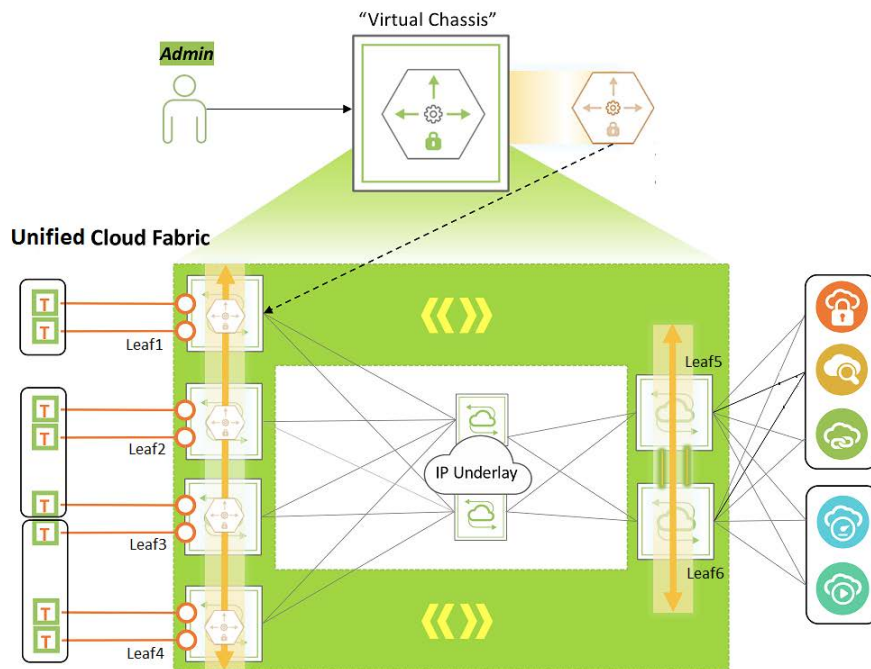 “Virtual Chassis”
Admin
Unified Cloud Fabric
T
T
Leaf1
T
T
Leaf2
T
T
Leaf3
T
T
Leaf4
IP Underlay
Leaf5
Leaf6